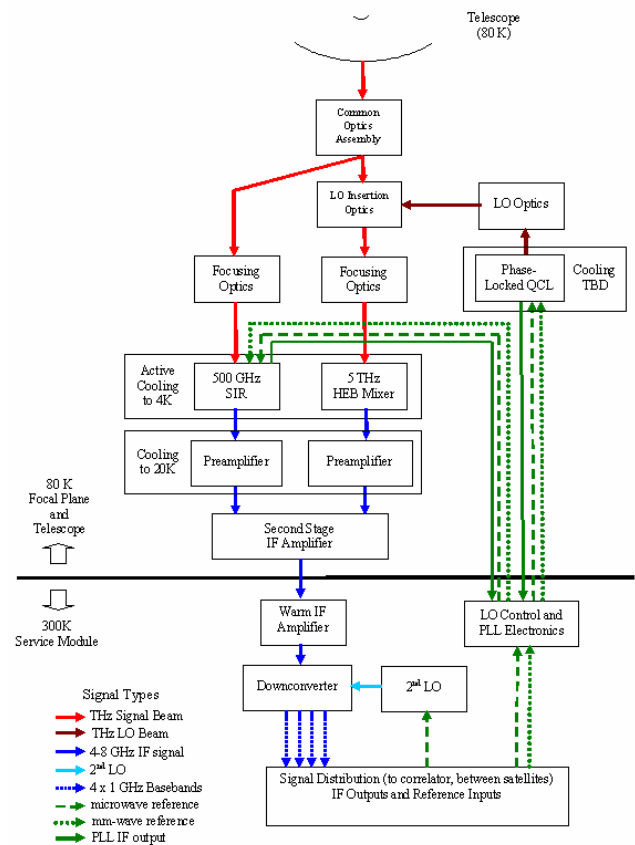 Telescope
(80 K)
Common
Optics
Assembly
LO Insertion
Optics
LO Optics
Focusing
Optics
Focusing
Optics
Phase-
Locked QCL
Cooling
TBD
Active
Cooling
to 4K
500 GHz
SIR
5 THz
HEB Mixer
Cooling
to 20K
Preamplifier
Preamplifier
80 K
Focal Plane
and
Telescope
Second Stage
IF Amplifier
300K
Service Module
Warm IF
Amplifier
LO Control and
PLL Electronics
Downconverter
2nd LO
Signal Types
THz Signal Beam
THz LO Beam
4-8 GHz IF signal
2nd LO
4 x 1 GHz Basebands
microwave reference
mm-wave reference
PLL IF output
Signal Distribution (to correlator, between satellites)
IF Outputs and Reference Inputs